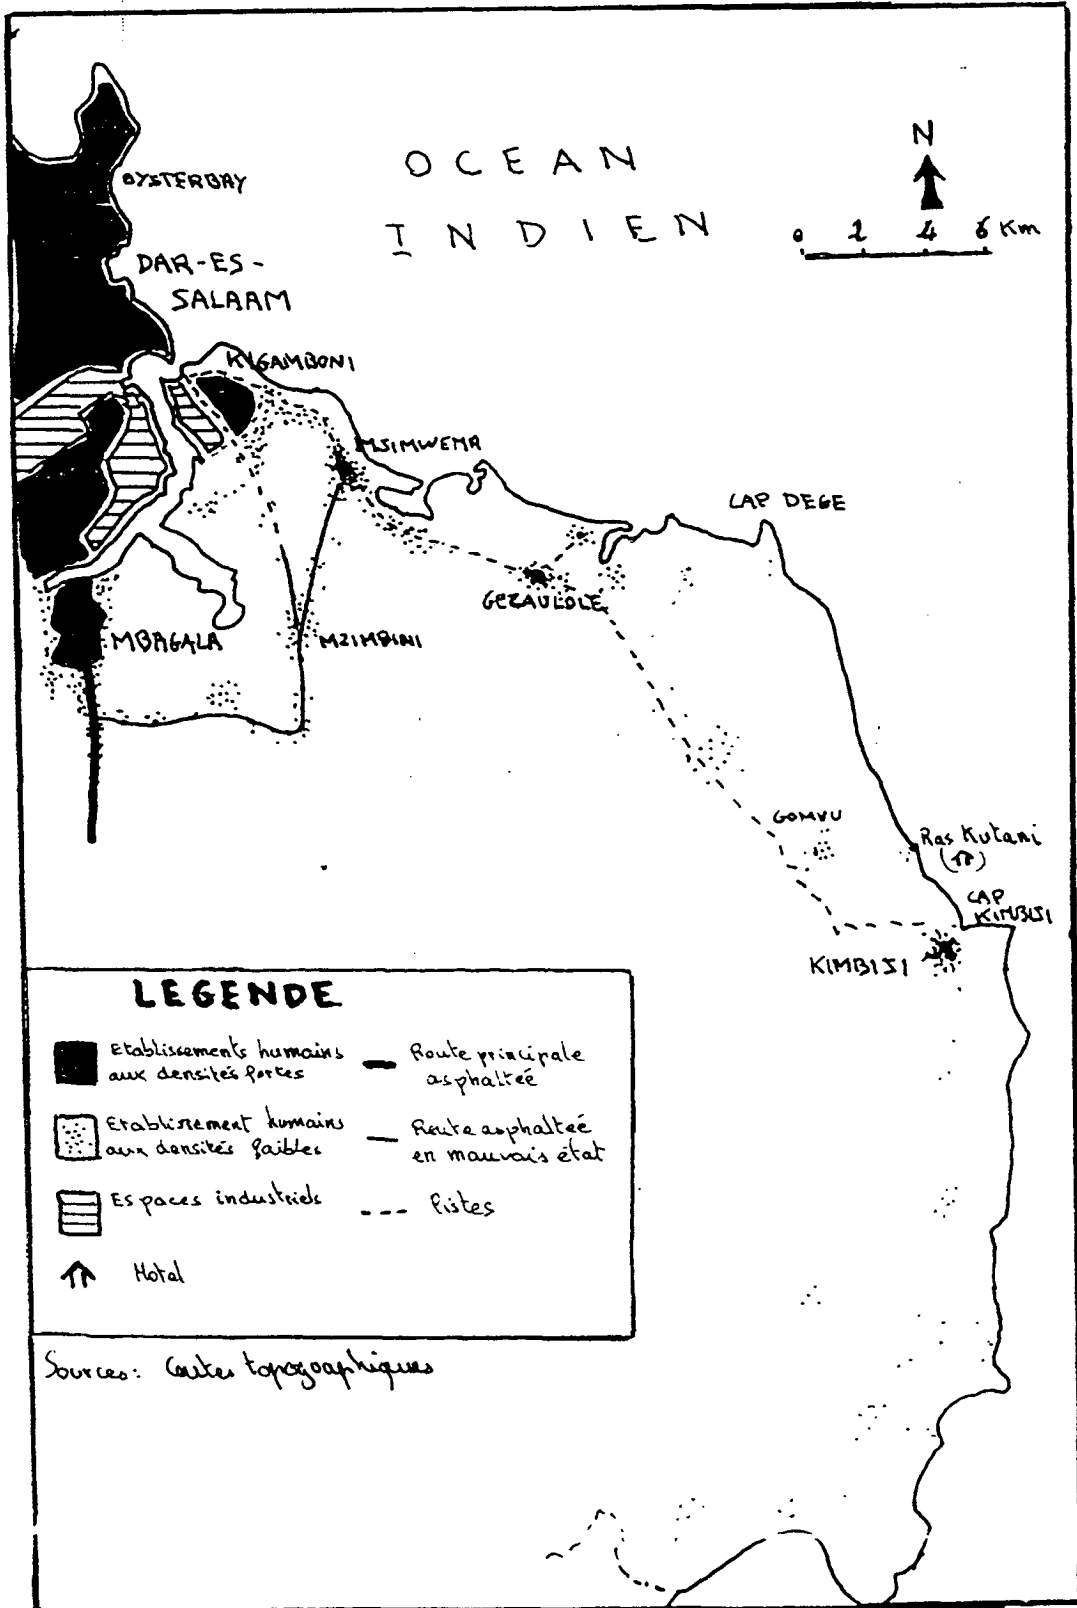 OCEAN
INDIEN
N
0 2 4 6 Km
OYSTERBAY
DAR-ES-
SALAAM
KIGAMBONI
MJIMWEMA
CAP DEGE
GEZAULOLE
MBAGALA
MZIMBINI
GOMVU
Ras Kutani
CAP
KIMBIJI
KIMBIJI
LEGENDE
Etablissements humains
aux densités fortes
Etablissement humains
aux densités faibles
Espaces industriels
Hotel
Route principale
asphaltée
Route asphaltée
en mauvais état
Pistes
Sources: Cartes topographiques